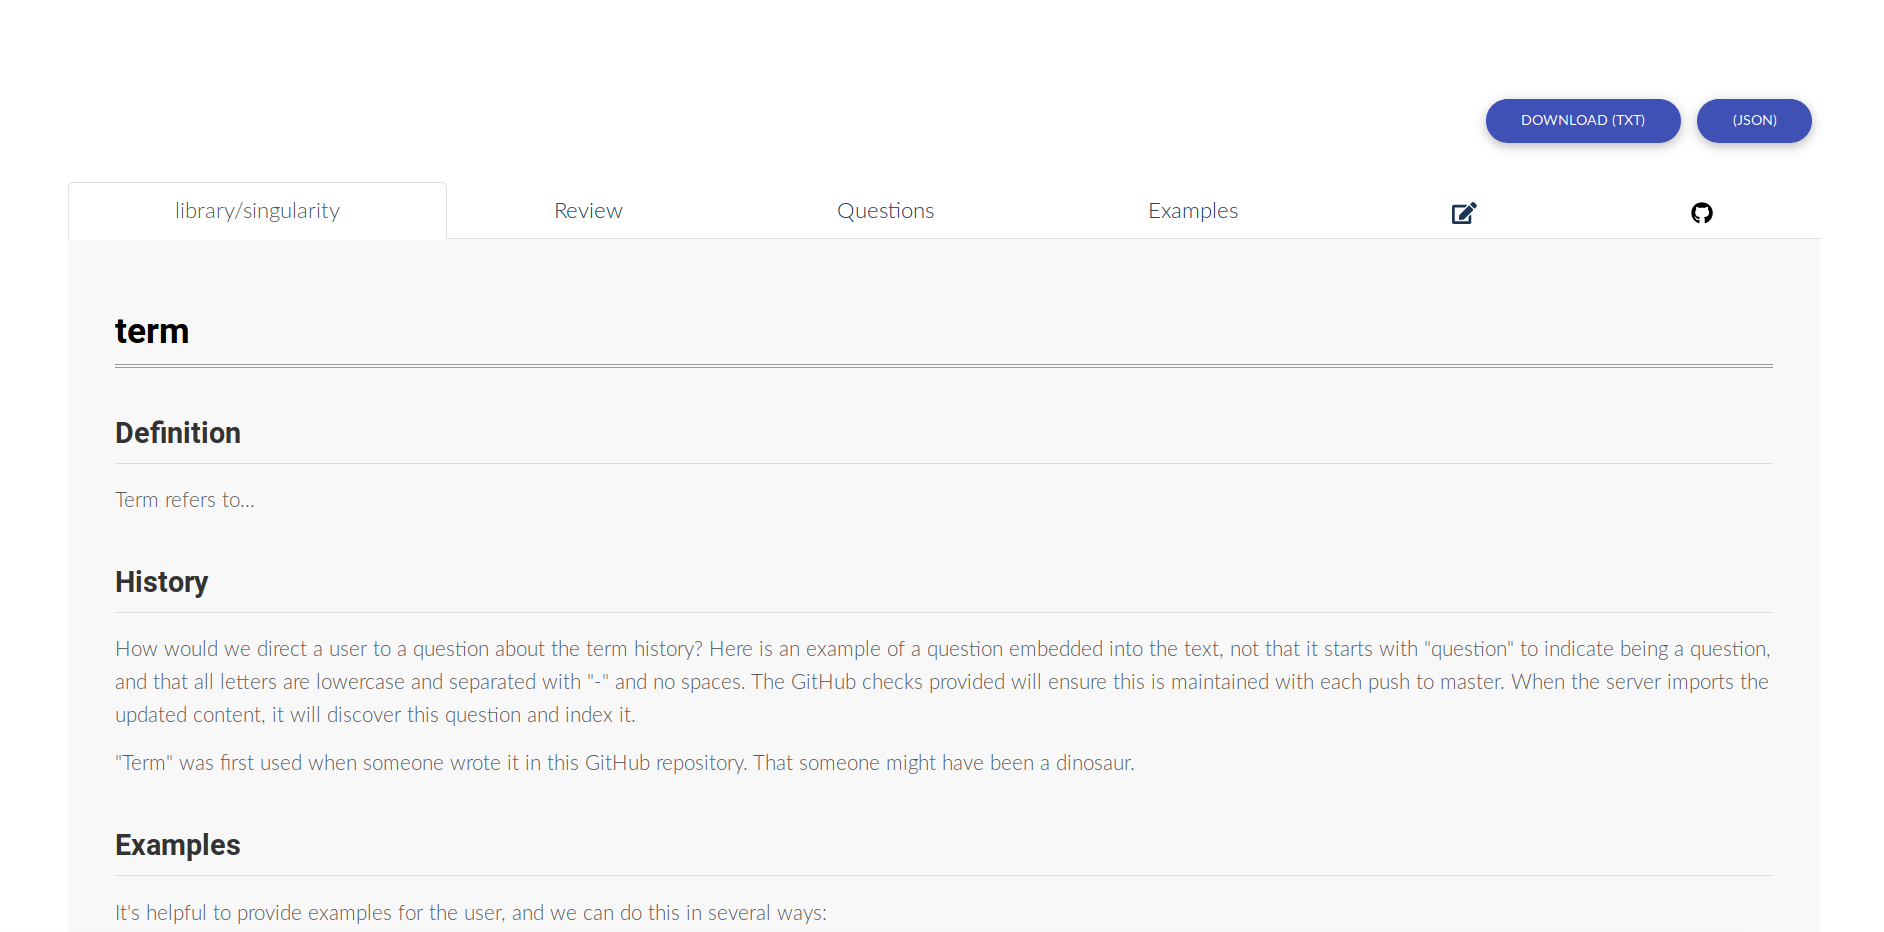 DOWNLOAD (TXT) (JSON)
library/singularity Review Questions Examples
term
Definition
Term refers to...
History
How would we direct a user to a question about the term history? Here is an example of a question embedded into the text, not that it starts with "question" to indicate being a question,
and that all letters are lowercase and separated with "-" and no spaces. The GitHub checks provided will ensure this is maintained with each push to master. When the server imports the
updated content, it will discover this question and index it.
"Term" was first used when someone wrote it in this GitHub repository. That someone might have been a dinosaur.
Examples
It's helpful to provide examples for the user, and we can do this in several ways: